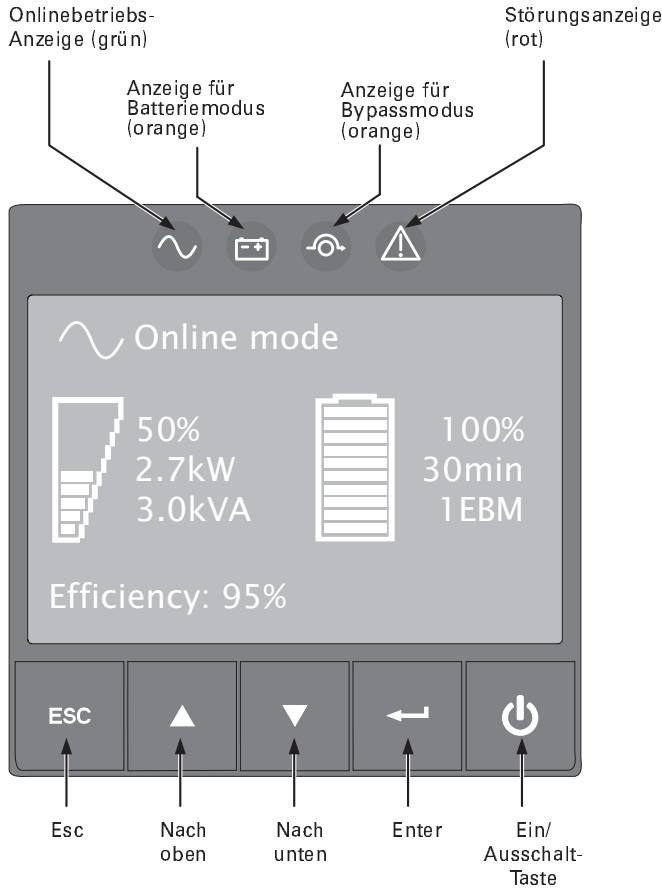 Onlinebetriebs-
Anzeige (grün)
Störungsanzeige
(rot)
Anzeige für
Batteriemodus
(orange)
Anzeige für
Bypassmodus
(orange)
Online mode
50%
2.7kW
3.0kVA
100%
30min
1EBM
Efficiency: 95%
ESC
Esc
Nach
oben
Nach
unten
Enter
Ein/
Ausschalt-
Taste